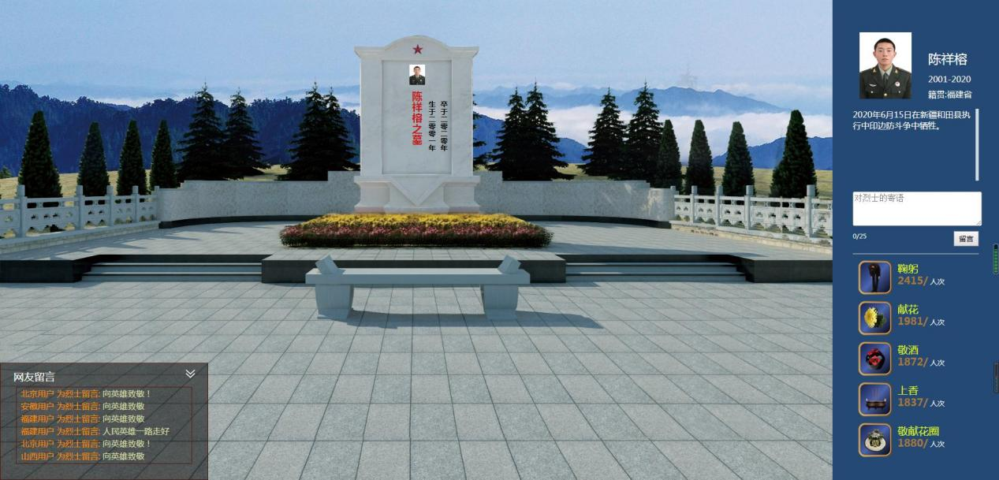 陈祥榕之墓
生于二零零一年
卒于二零二零年
陈祥榕
2001-2020
籍贯:福建省
2020年6月15日在新疆和田县执
行中印边防斗争中牺牲。
对烈士的寄语
0/25
留言
鞠躬
2415/ 人次
献花
1981/ 人次
敬酒
1872/ 人次
上香
1837/ 人次
敬献花圈
1880/ 人次
网友留言
北京用户 为烈士留言: 向英雄致敬！
安徽用户 为烈士留言: 向英雄致敬
福建用户 为烈士留言: 向英雄致敬
福建用户 为烈士留言: 人民英雄一路走好
北京用户 为烈士留言: 向英雄致敬！
山西用户 为烈士留言: 向英雄致敬